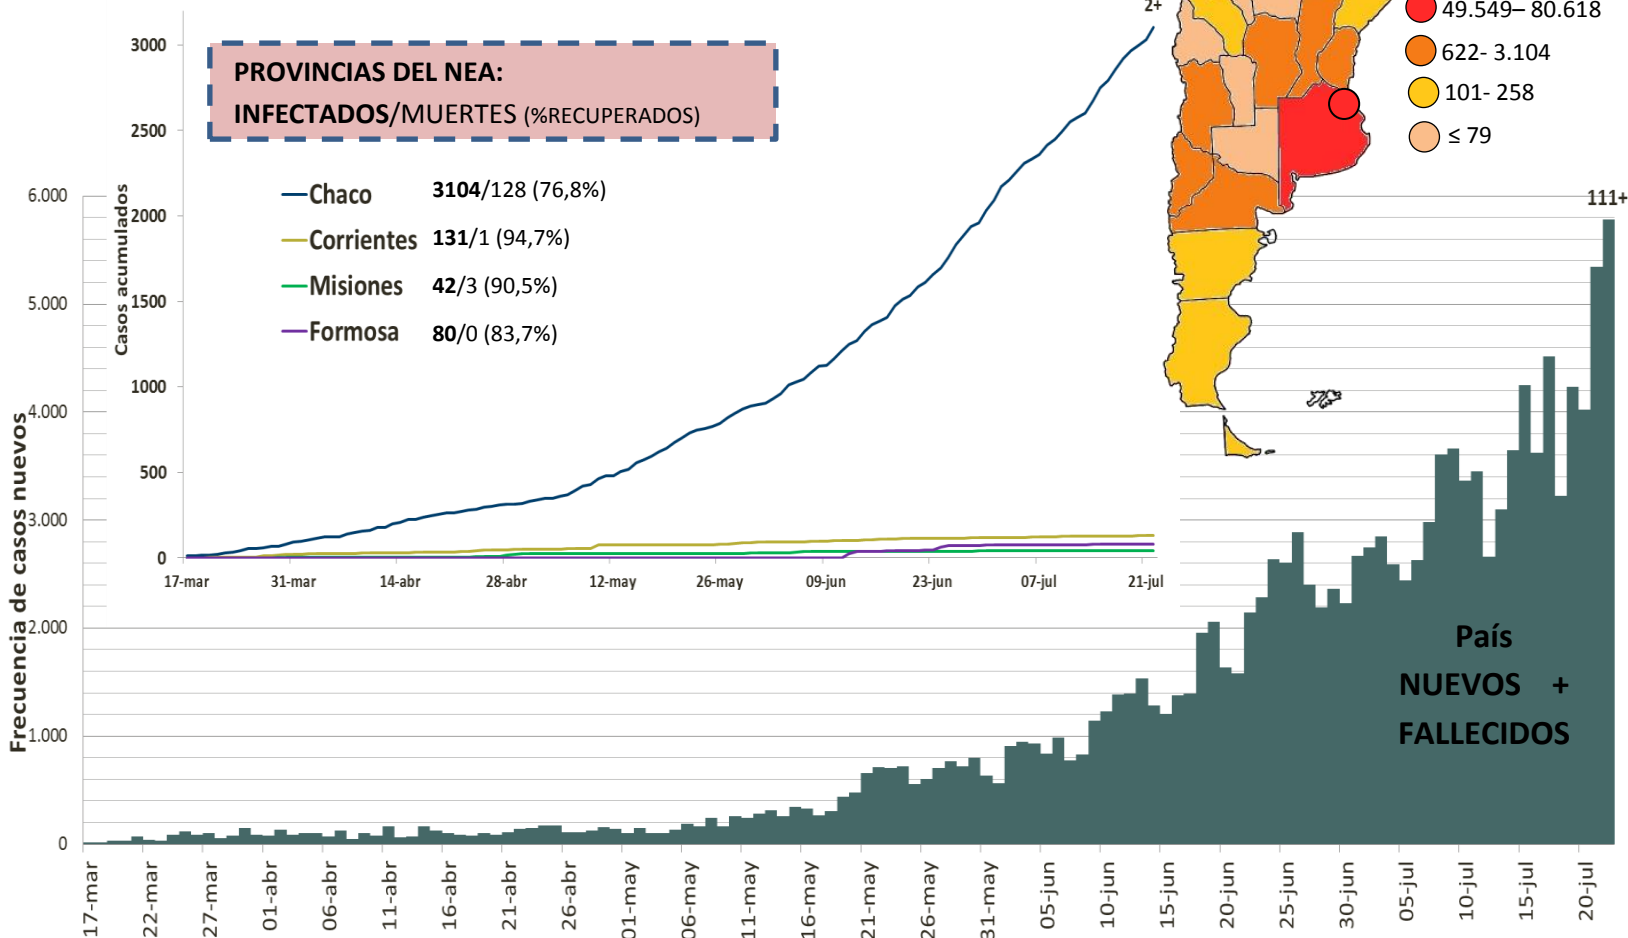 2+
49.549– 80.618
622- 3.104
101- 258
≤ 79
PROVINCIAS DEL NEA:
INFECTADOS/MUERTES (%RECUPERADOS)
Casos acumulados
3000
2500
2000
1500
1000
500
0
Chaco 3104/128 (76,8%)
Corrientes 131/1 (94,7%)
Misiones 42/3 (90,5%)
Formosa 80/0 (83,7%)
17-mar 31-mar 14-abr 28-abr 12-may 26-may 09-jun 23-jun 07-jul 21-jul
111+
Frecuencia de casos nuevos
6.000
5.000
4.000
3.000
2.000
1.000
0
País
NUEVOS +
FALLECIDOS
17-mar 22-mar 27-mar 01-abr 06-abr 11-abr 16-abr 21-abr 26-abr 01-may 06-may 11-may 16-may 21-may 26-may 31-may 05-jun 10-jun 15-jun 20-jun 25-jun 30-jun 05-jul 10-jul 15-jul 20-jul